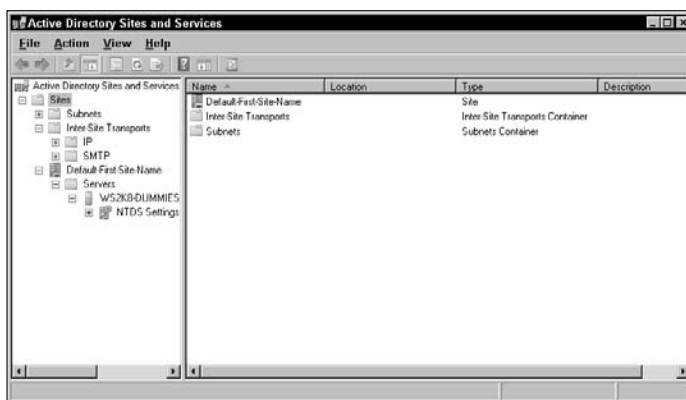 Active Directory Sites and Services
File Action View Help
Active Directory Sites and Services
Sites
Subnets
Inter-Site Transports
IP
SMTP
Default-First-Site-Name
Servers
WS2K8-DUMMIES
NTDS Settings
Name Location Type Description
Default-First-Site-Name Site
Inter-Site Transports Inter-Site Transports Container
Subnets Subnets Container